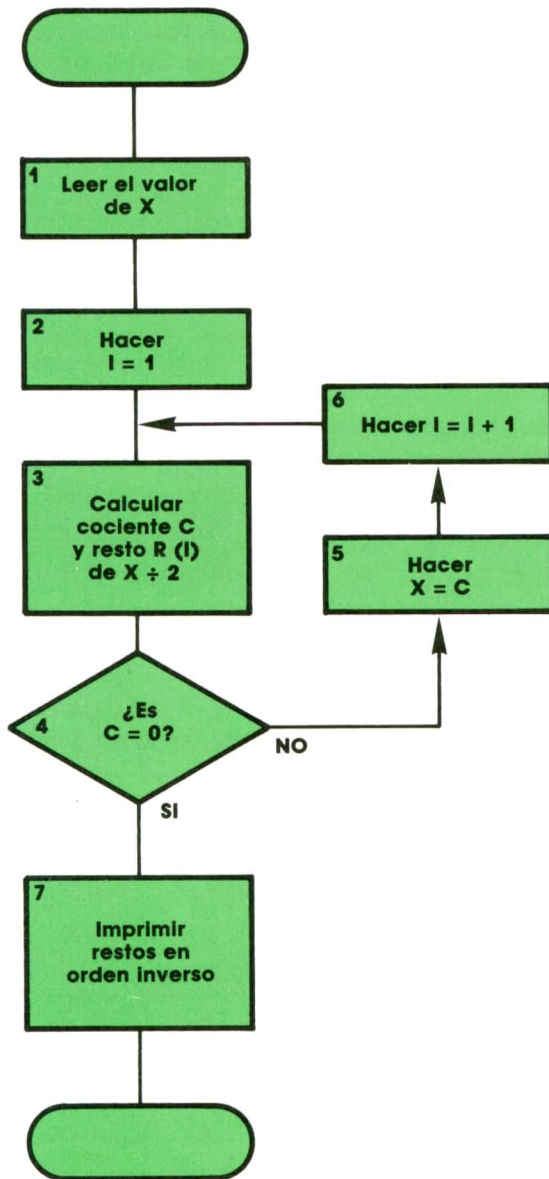 1
Leer el valor
de X
2
Hacer
I = 1
6
Hacer I = I + 1
3
Calcular
cociente C
y resto R (I)
de X ÷ 2
5
Hacer
X = C
4
¿Es
C = 0?
NO
SI
7
Imprimir
restos en
orden inverso